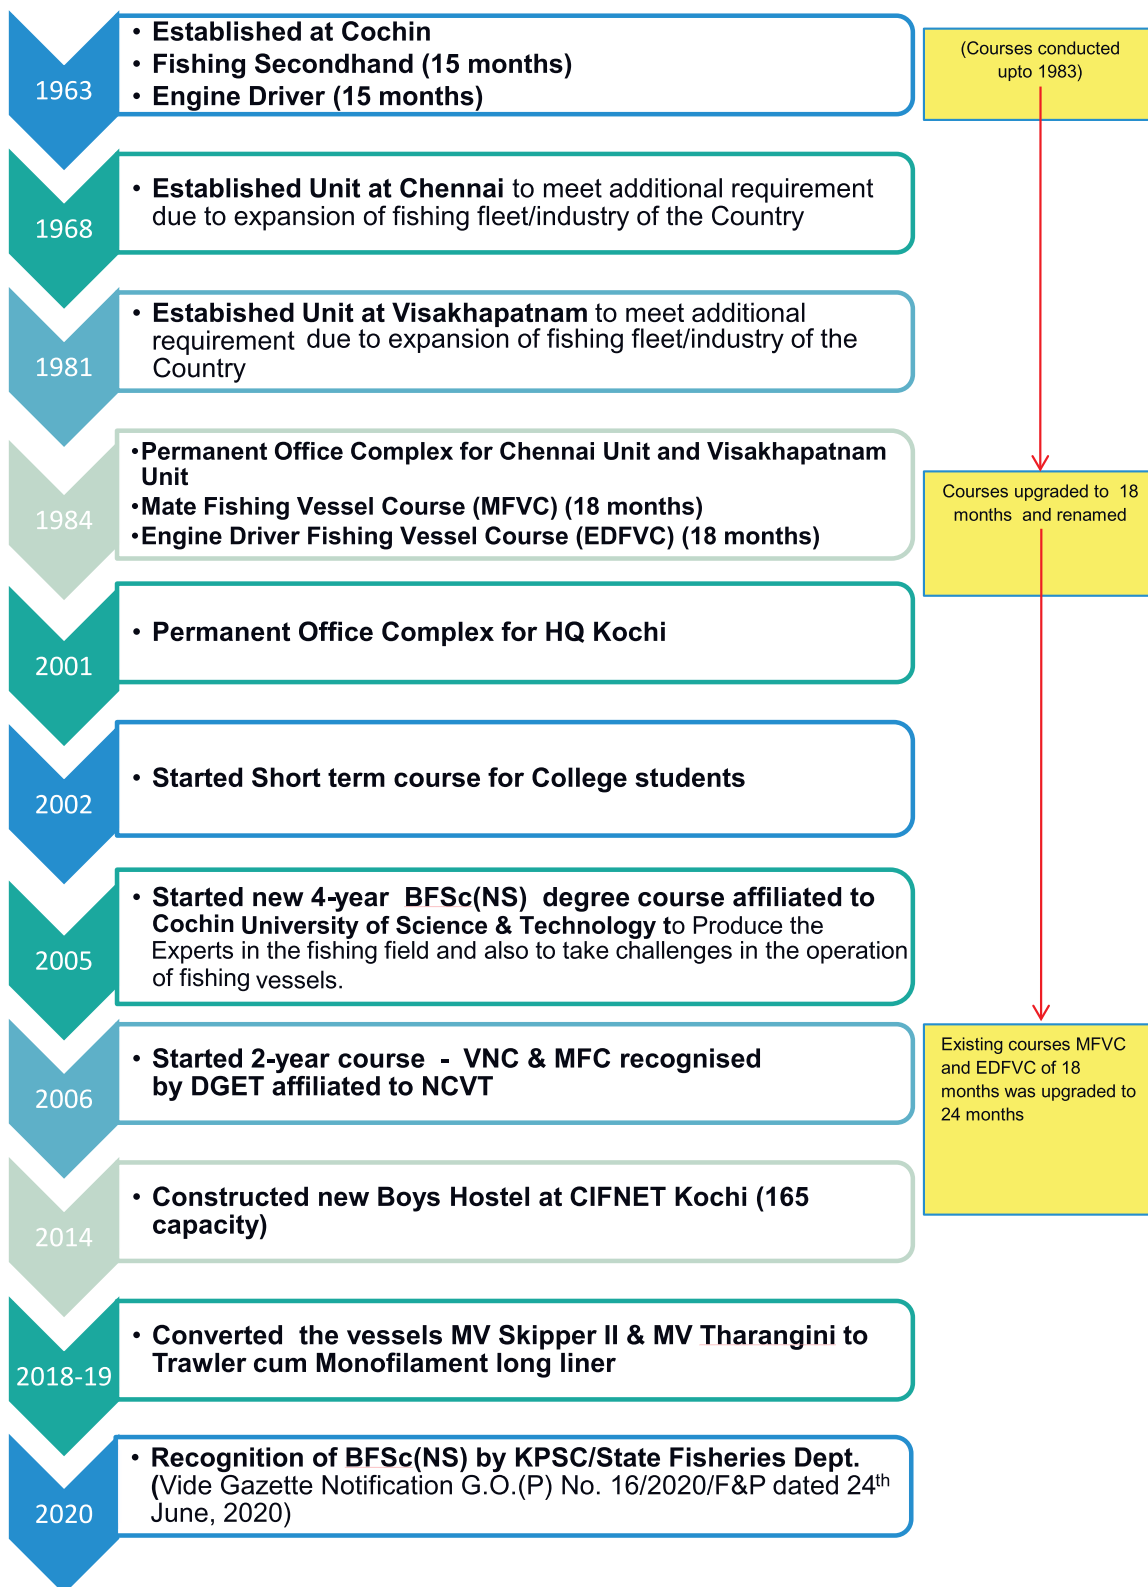 1963
• Established at Cochin
• Fishing Secondhand (15 months)
• Engine Driver (15 months)
(Courses conducted
upto 1983)
1968
• Established Unit at Chennai to meet additional requirement
due to expansion of fishing fleet/industry of the Country
1981
• Estabished Unit at Visakhapatnam to meet additional
requirement due to expansion of fishing fleet/industry of the
Country
1984
•Permanent Office Complex for Chennai Unit and Visakhapatnam
Unit
•Mate Fishing Vessel Course (MFVC) (18 months)
•Engine Driver Fishing Vessel Course (EDFVC) (18 months)
Courses upgraded to 18
months and renamed
2001
• Permanent Office Complex for HQ Kochi
2002
• Started Short term course for College students
2005
• Started new 4-year BFSc(NS) degree course affiliated to
Cochin University of Science & Technology to Produce the
Experts in the fishing field and also to take challenges in the operation
of fishing vessels.
2006
• Started 2-year course - VNC & MFC recognised
by DGET affiliated to NCVT
Existing courses MFVC
and EDFVC of 18
months was upgraded to
24 months
2014
• Constructed new Boys Hostel at CIFNET Kochi (165
capacity)
2018-19
• Converted the vessels MV Skipper II & MV Tharangini to
Trawler cum Monofilament long liner
2020
• Recognition of BFSc(NS) by KPSC/State Fisheries Dept.
(Vide Gazette Notification G.O.(P) No. 16/2020/F&P dated 24th
June, 2020)